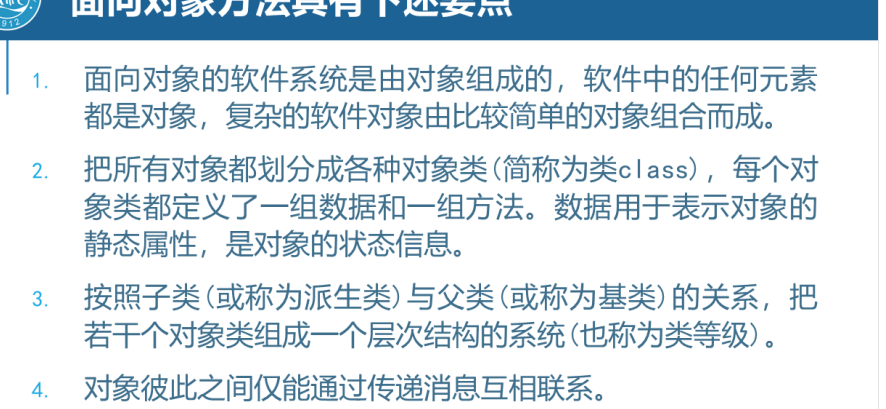 面向对象方法具有下述要点
1912
1. 面向对象的软件系统是由对象组成的，软件中的任何元素
都是对象，复杂的软件对象由比较简单的对象组合而成。
2. 把所有对象都划分成各种对象类(简称为类class)，每个对
象类都定义了一组数据和一组方法。数据用于表示对象的
静态属性，是对象的状态信息。
3. 按照子类(或称为派生类)与父类(或称为基类)的关系，把
若干个对象类组成一个层次结构的系统(也称为类等级)。
4. 对象彼此之间仅能通过传递消息互相联系。